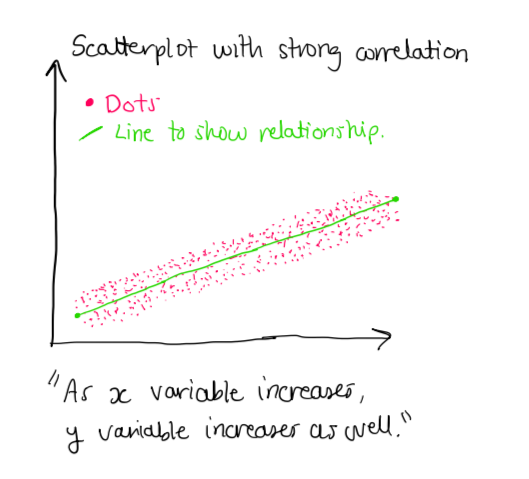 Scatterplot with strong correlation
Dots
Line to show relationship.
"As x variable increases,
y variable increases as well."